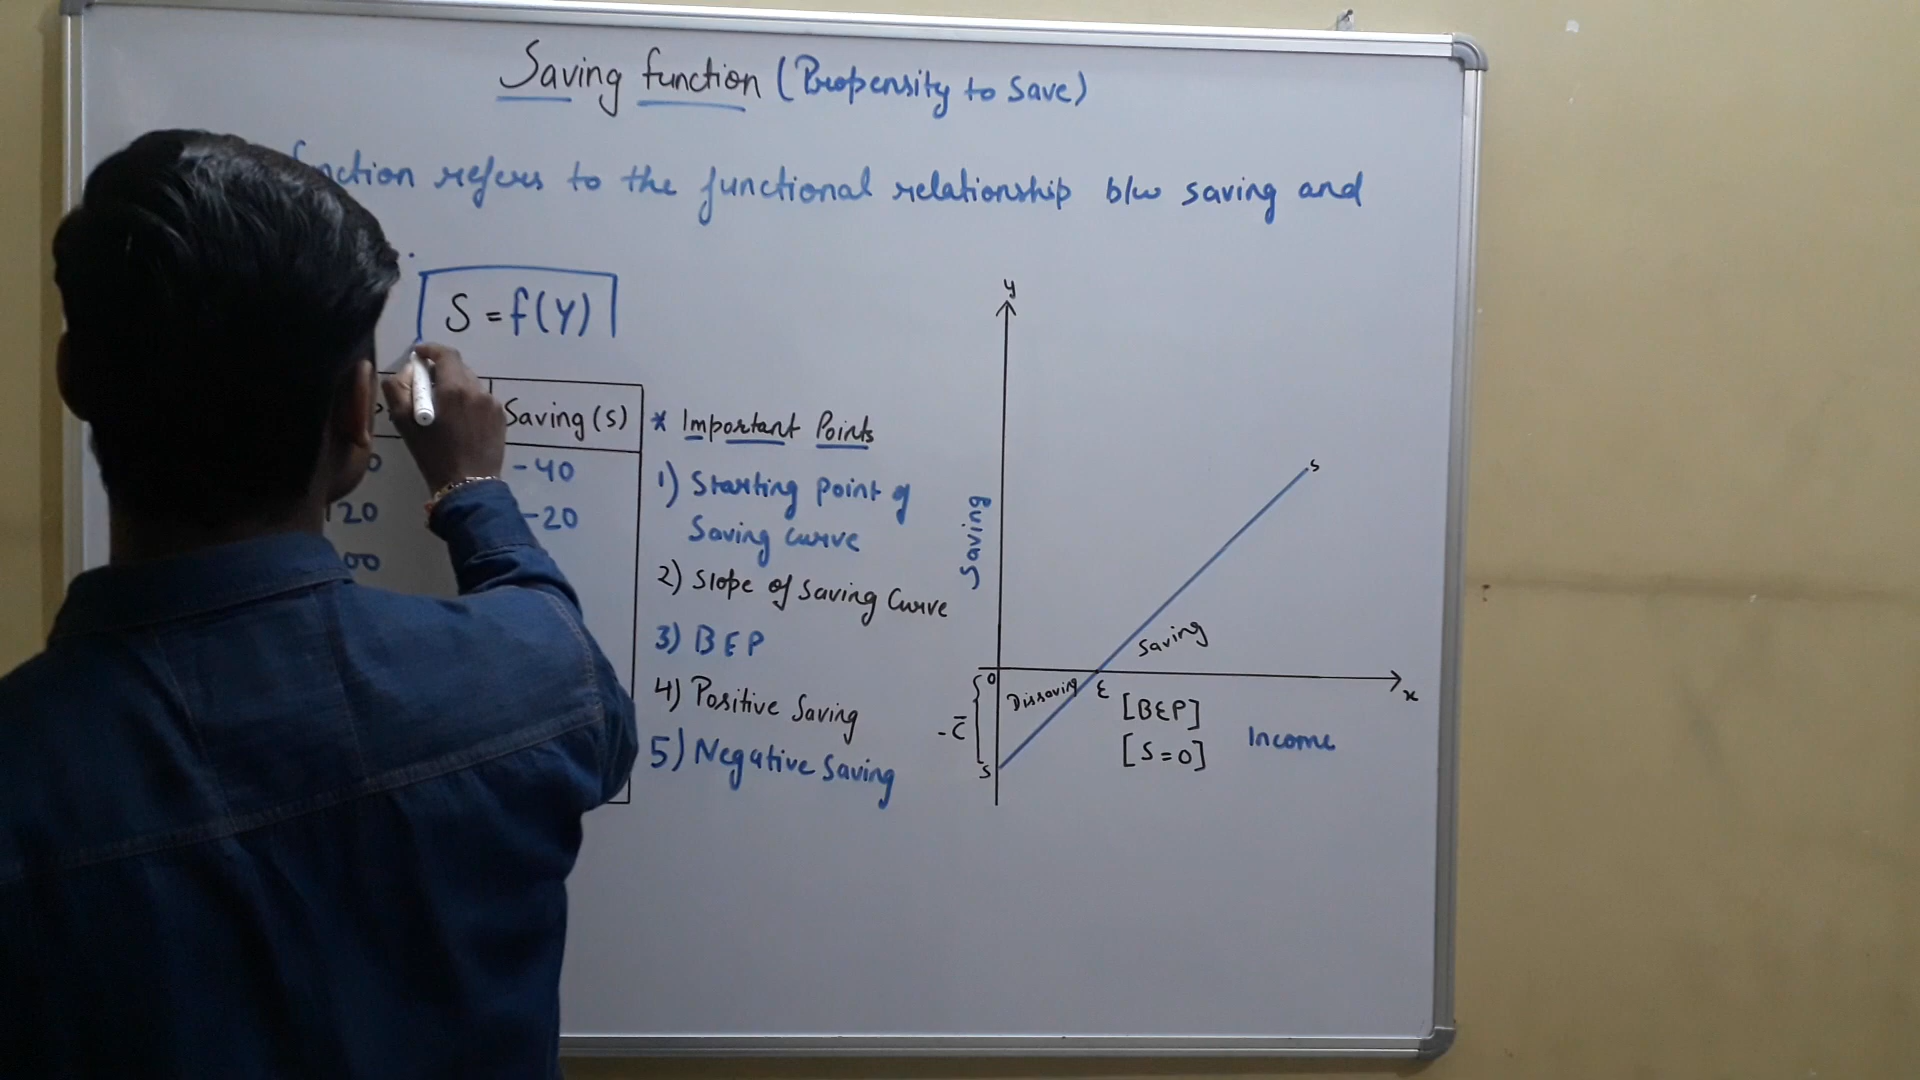 Saving function (Propensity to Save)
function refers to the functional relationship b/w saving and
S = f(Y)
Saving (S)
-40
120 -20
00
* Important Points
1) Starting point of
Saving curve
2) Slope of Saving Curve
3) BEP
4) Positive Saving
5) Negative Saving
y
Saving
S
Saving
O
Dissaving
E
x
[BEP]
- C̄
Income
[S=0]
S